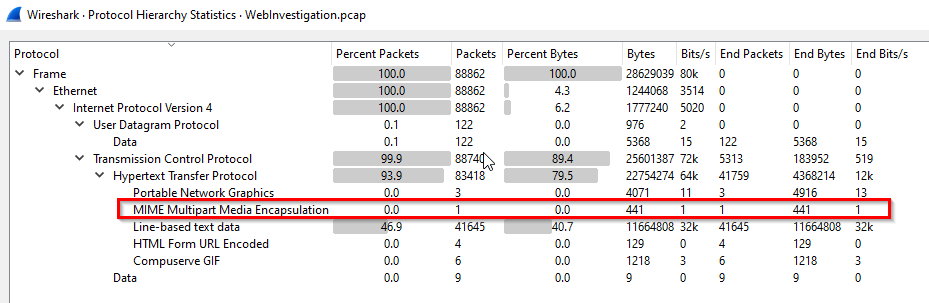 Wireshark · Protocol Hierarchy Statistics · WebInvestigation.pcap
Protocol Percent Packets Packets Percent Bytes Bytes Bits/s End Packets End Bytes End Bits/s
Frame 100.0 88862 100.0 28629039 80k 0 0 0
Ethernet 100.0 88862 4.3 1244068 3514 0 0 0
Internet Protocol Version 4 100.0 88862 6.2 1777240 5020 0 0 0
User Datagram Protocol 0.1 122 0.0 976 2 0 0 0
Data 0.1 122 0.0 5368 15 122 5368 15
Transmission Control Protocol 99.9 88740 89.4 25601387 72k 5313 183952 519
Hypertext Transfer Protocol 93.9 83418 79.5 22754274 64k 41759 4368214 12k
Portable Network Graphics 0.0 3 0.0 4071 11 3 4916 13
MIME Multipart Media Encapsulation 0.0 1 0.0 441 1 1 441 1
Line-based text data 46.9 41645 40.7 11664808 32k 41645 11664808 32k
HTML Form URL Encoded 0.0 4 0.0 129 0 4 129 0
Compuserve GIF 0.0 6 0.0 1218 3 6 1218 3
Data 0.0 9 0.0 9 0 9 9 0